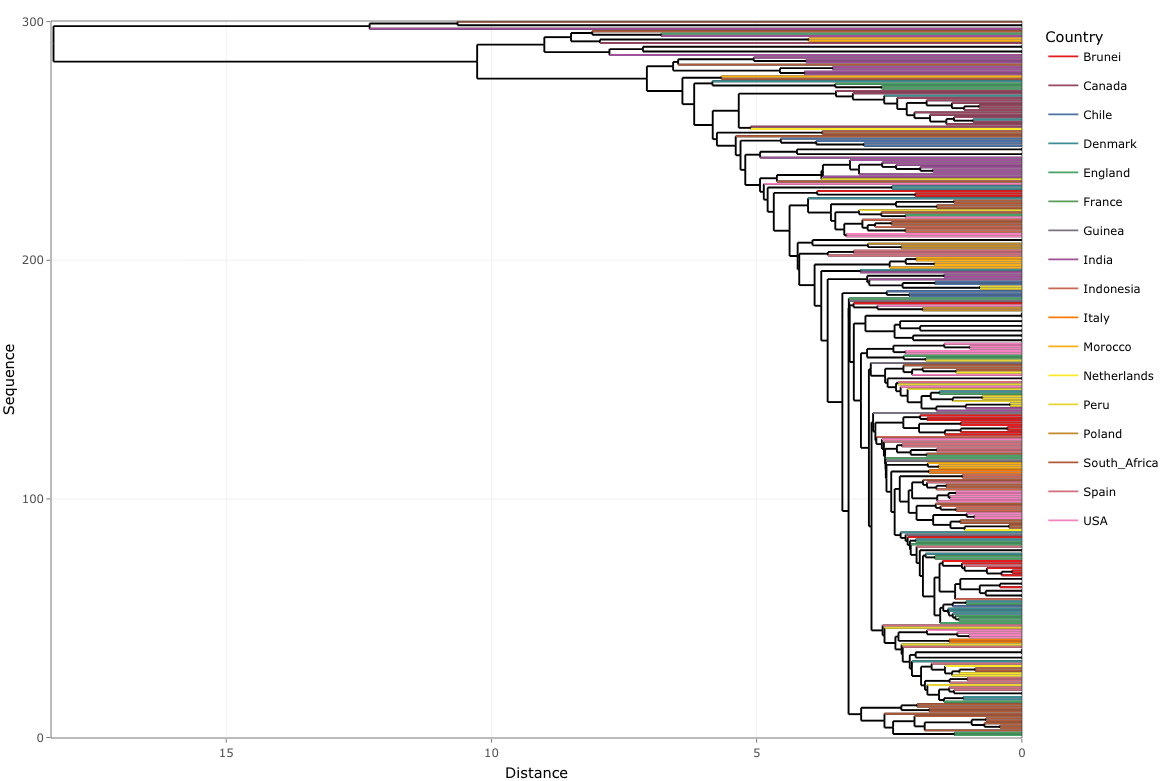 300
200
100
0
Sequence
15
10
5
0
Distance
Country
Brunei
Canada
Chile
Denmark
England
France
Guinea
India
Indonesia
Italy
Morocco
Netherlands
Peru
Poland
South_Africa
Spain
USA